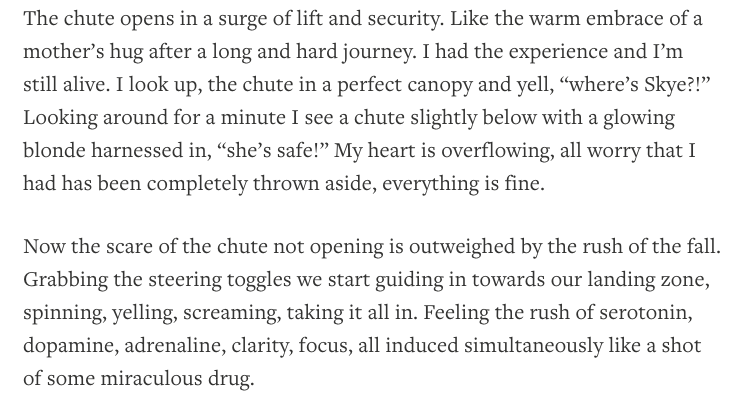 The chute opens in a surge of lift and security. Like the warm embrace of a
mother’s hug after a long and hard journey. I had the experience and I’m
still alive. I look up, the chute in a perfect canopy and yell, “where’s Skye?!”
Looking around for a minute I see a chute slightly below with a glowing
blonde harnessed in, “she’s safe!” My heart is overflowing, all worry that I
had has been completely thrown aside, everything is fine.
Now the scare of the chute not opening is outweighed by the rush of the fall.
Grabbing the steering toggles we start guiding in towards our landing zone,
spinning, yelling, screaming, taking it all in. Feeling the rush of serotonin,
dopamine, adrenaline, clarity, focus, all induced simultaneously like a shot
of some miraculous drug.